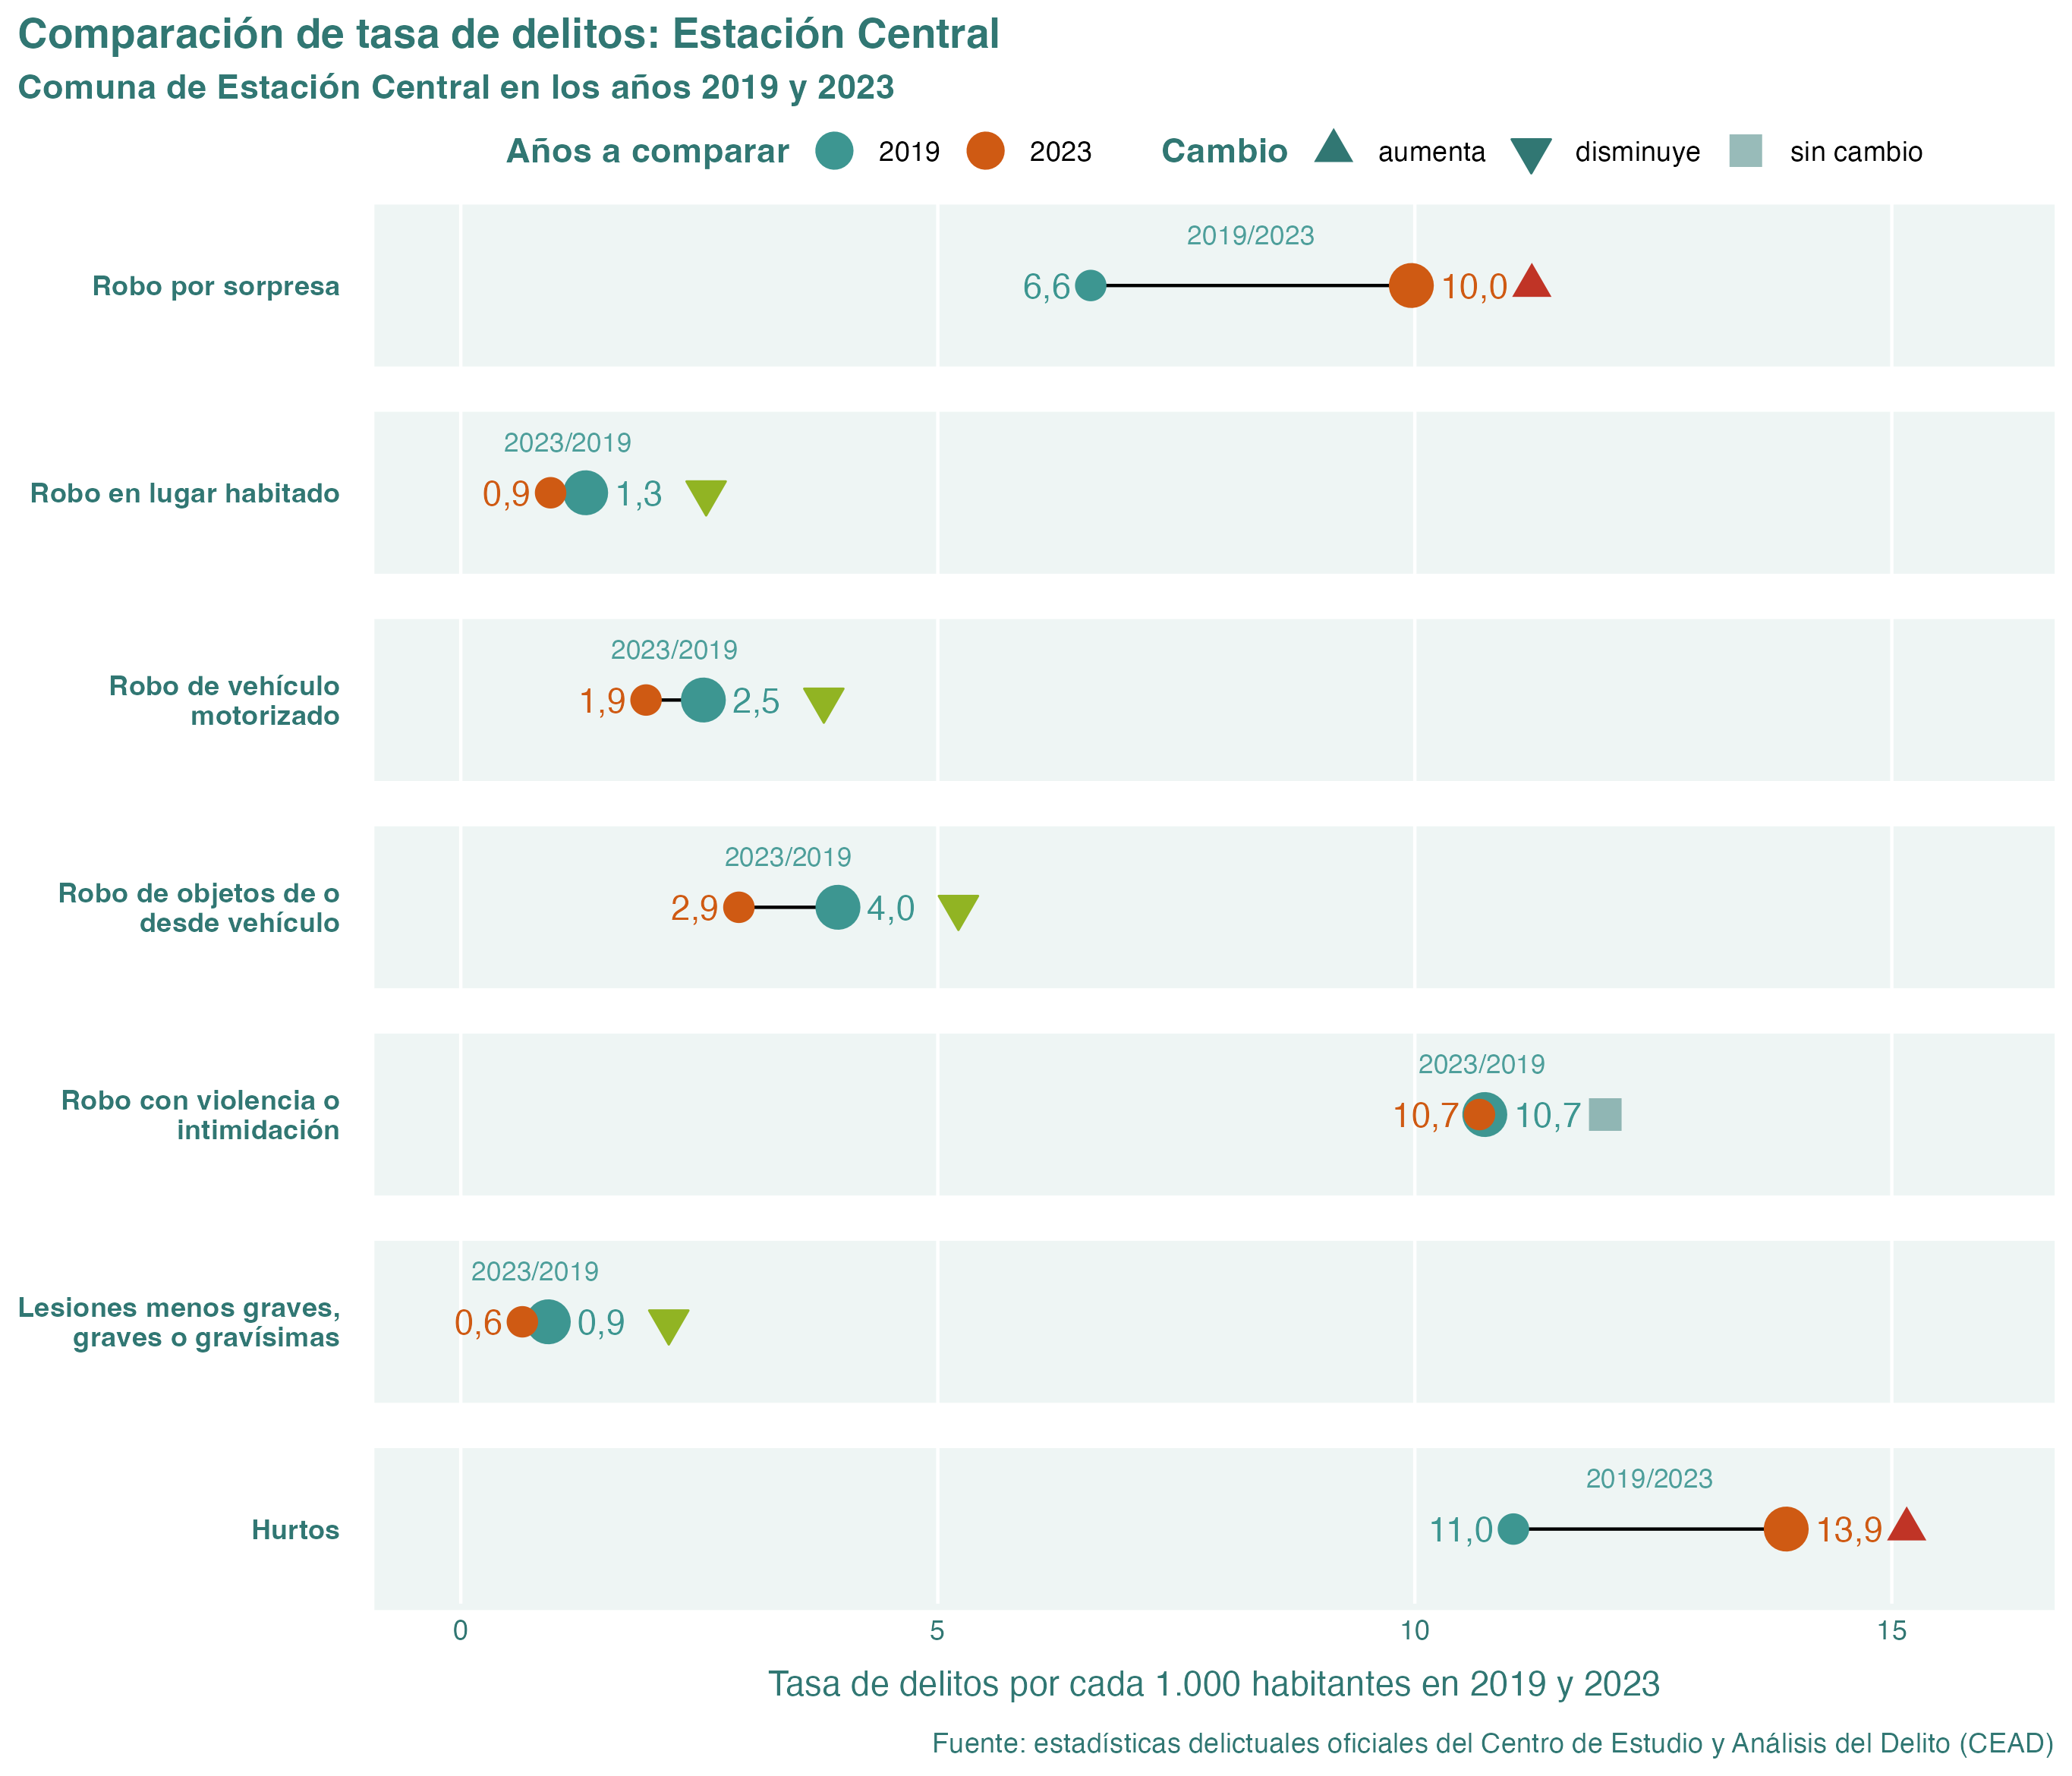 Comparación de tasa de delitos: Estación Central
Comuna de Estación Central en los años 2019 y 2023
Años a comparar 2019 2023 Cambio aumenta disminuye sin cambio
2019/2023
Robo por sorpresa 6,6 10,0
2023/2019
Robo en lugar habitado 0,9 1,3
2023/2019
Robo de vehículo
motorizado
1,9 2,5
2023/2019
Robo de objetos de o
desde vehículo
2,9 4,0
2023/2019
Robo con violencia o
intimidación
10,7 10,7
2023/2019
Lesiones menos graves,
graves o gravísimas
0,6 0,9
2019/2023
Hurtos 11,0 13,9
0 5 10 15
Tasa de delitos por cada 1.000 habitantes en 2019 y 2023
Fuente: estadísticas delictuales oficiales del Centro de Estudio y Análisis del Delito (CEAD)